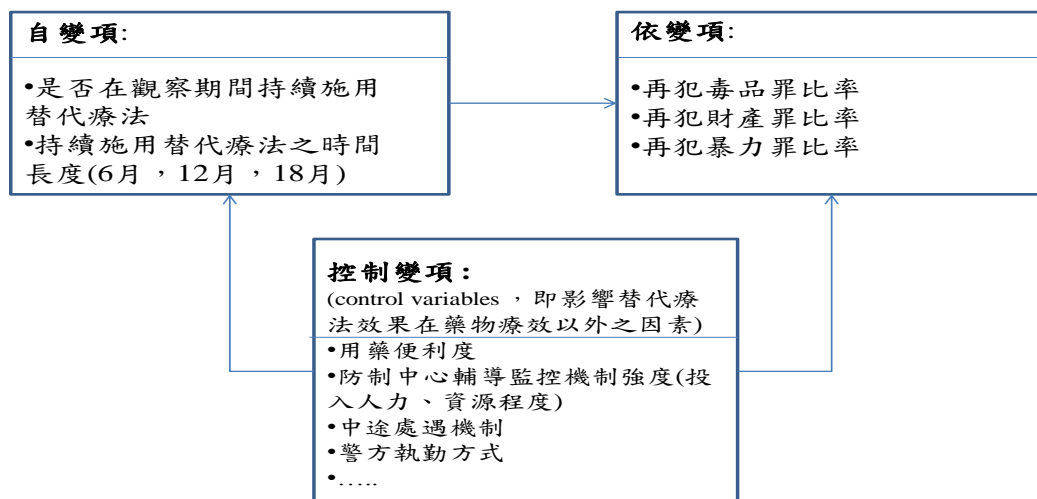 自變項:
•是否在觀察期間持續施用
替代療法
•持續施用替代療法之時間
長度(6月，12月，18月)
依變項:
•再犯毒品罪比率
•再犯財產罪比率
•再犯暴力罪比率
控制變項:
(control variables ，即影響替代療
法效果在藥物療效以外之因素)
•用藥便利度
•防制中心輔導監控機制強度(投
入人力、資源程度)
•中途處遇機制
•警方執勤方式
•…..